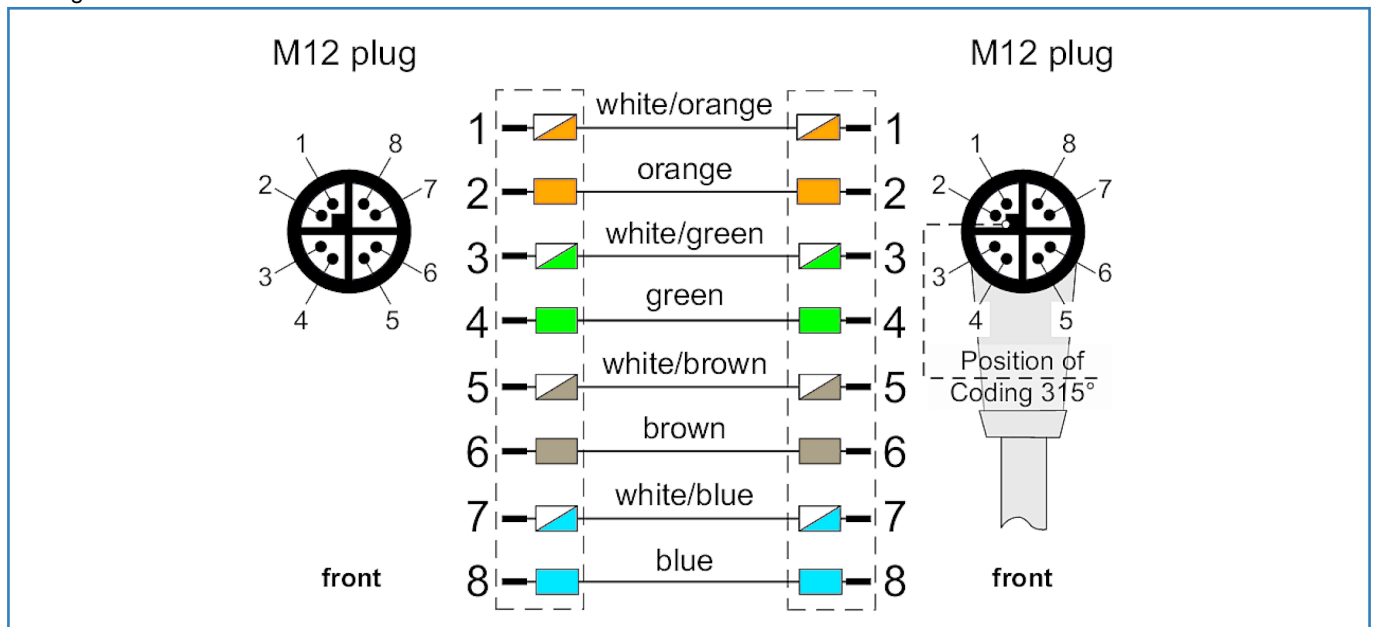 M12 plug
M12 plug
1 white/orange 1
2 orange 2
3 white/green 3
4 green 4
5 white/brown 5
6 brown 6
7 white/blue 7
8 blue 8
1 8
2 7
3 6
4 5
1 8
2 7
3 6
4 5
Position of
Coding 315°
front
front